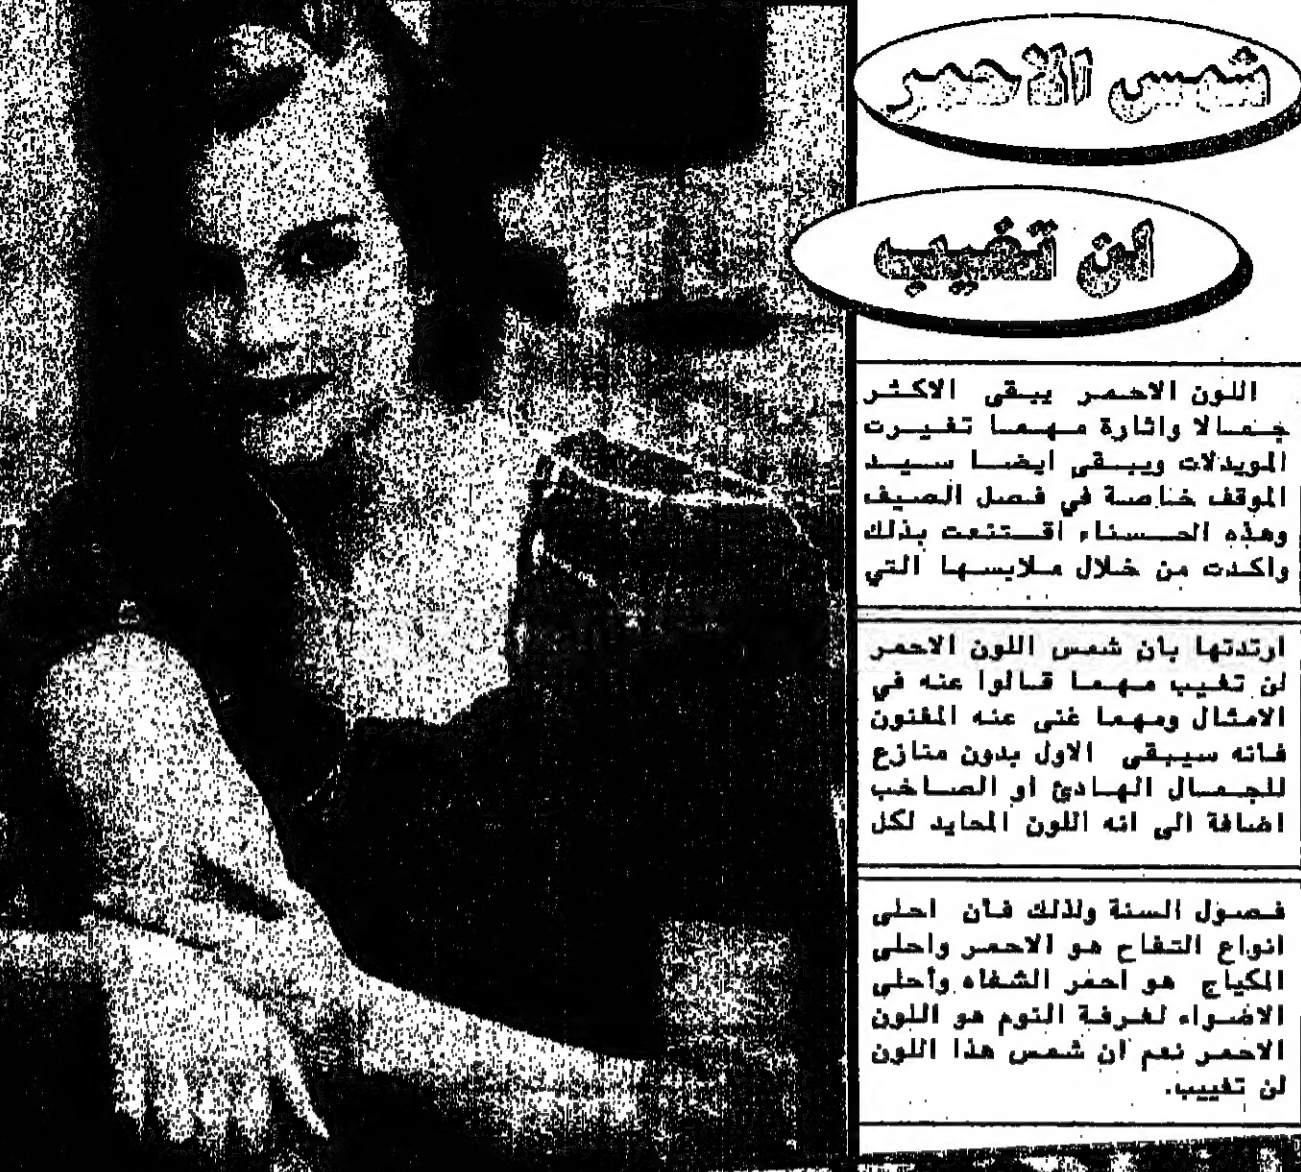 شمس الاحمر
لن تغيب
اللون الاحمر يبقى الاكثر
جمالا واثارة مهما تغيرت
المويدلات ويبقى ايضا سيد
الموقف خاصة في فصل الصيف
وهذه الحسناء اقتنعت بذلك
واكدت من خلال ملابسها التي
ارتدتها بأن شمس اللون الاحمر
لن تغيب مهما قالوا عنه في
الامثال ومهما غنى عنه المغنون
فانه سيبقى الاول بدون منازع
للجمال الهادئ او الصاخب
اضافة الى انه اللون المحايد لكل
فصول السنة ولذلك فأن احلى
انواع التفاح هو الاحمر واحلى
المكياج هو احمر الشفاه وأحلى
الاضواء لغرفة النوم هو اللون
الاحمر نعم ان شمس هذا اللون
لن تغييب.